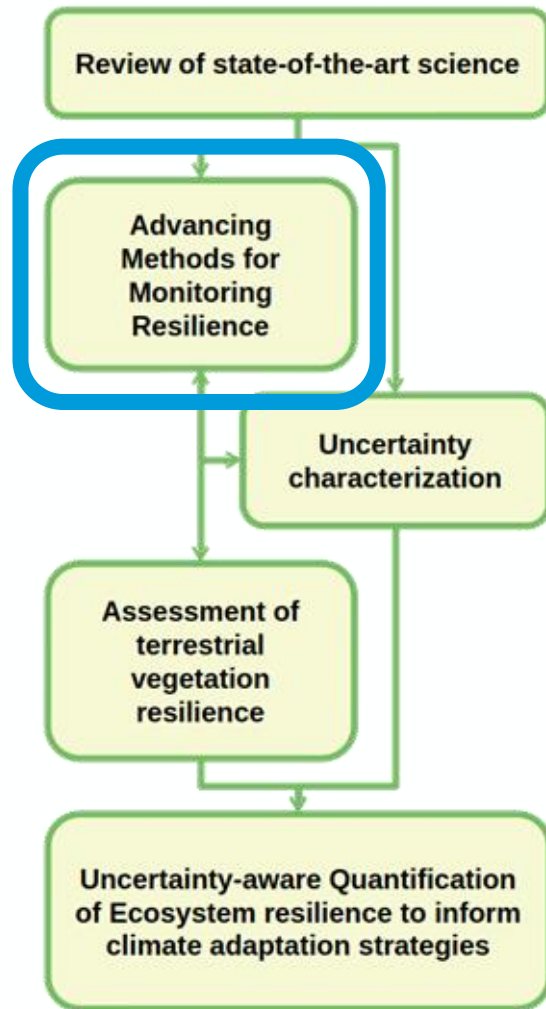 Review of state-of-the-art science
Advancing
Methods for
Monitoring
Resilience
Uncertainty
characterization
Assessment of
terrestrial
vegetation
resilience
Uncertainty-aware Quantification
of Ecosystem resilience to inform
climate adaptation strategies